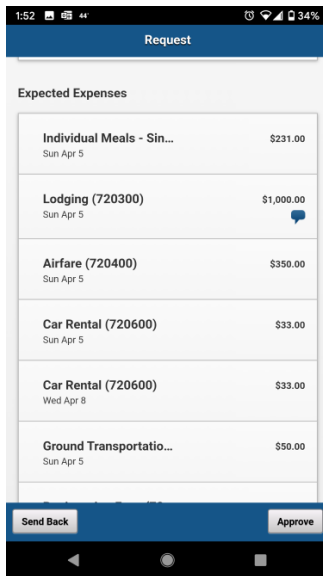 1:52 44° 34%
Request
Expected Expenses
Individual Meals - Sin... $231.00
Sun Apr 5
Lodging (720300) $1,000.00
Sun Apr 5
Airfare (720400) $350.00
Sun Apr 5
Car Rental (720600) $33.00
Sun Apr 5
Car Rental (720600) $33.00
Wed Apr 8
Ground Transportatio... $50.00
Sun Apr 5
Send Back Approve